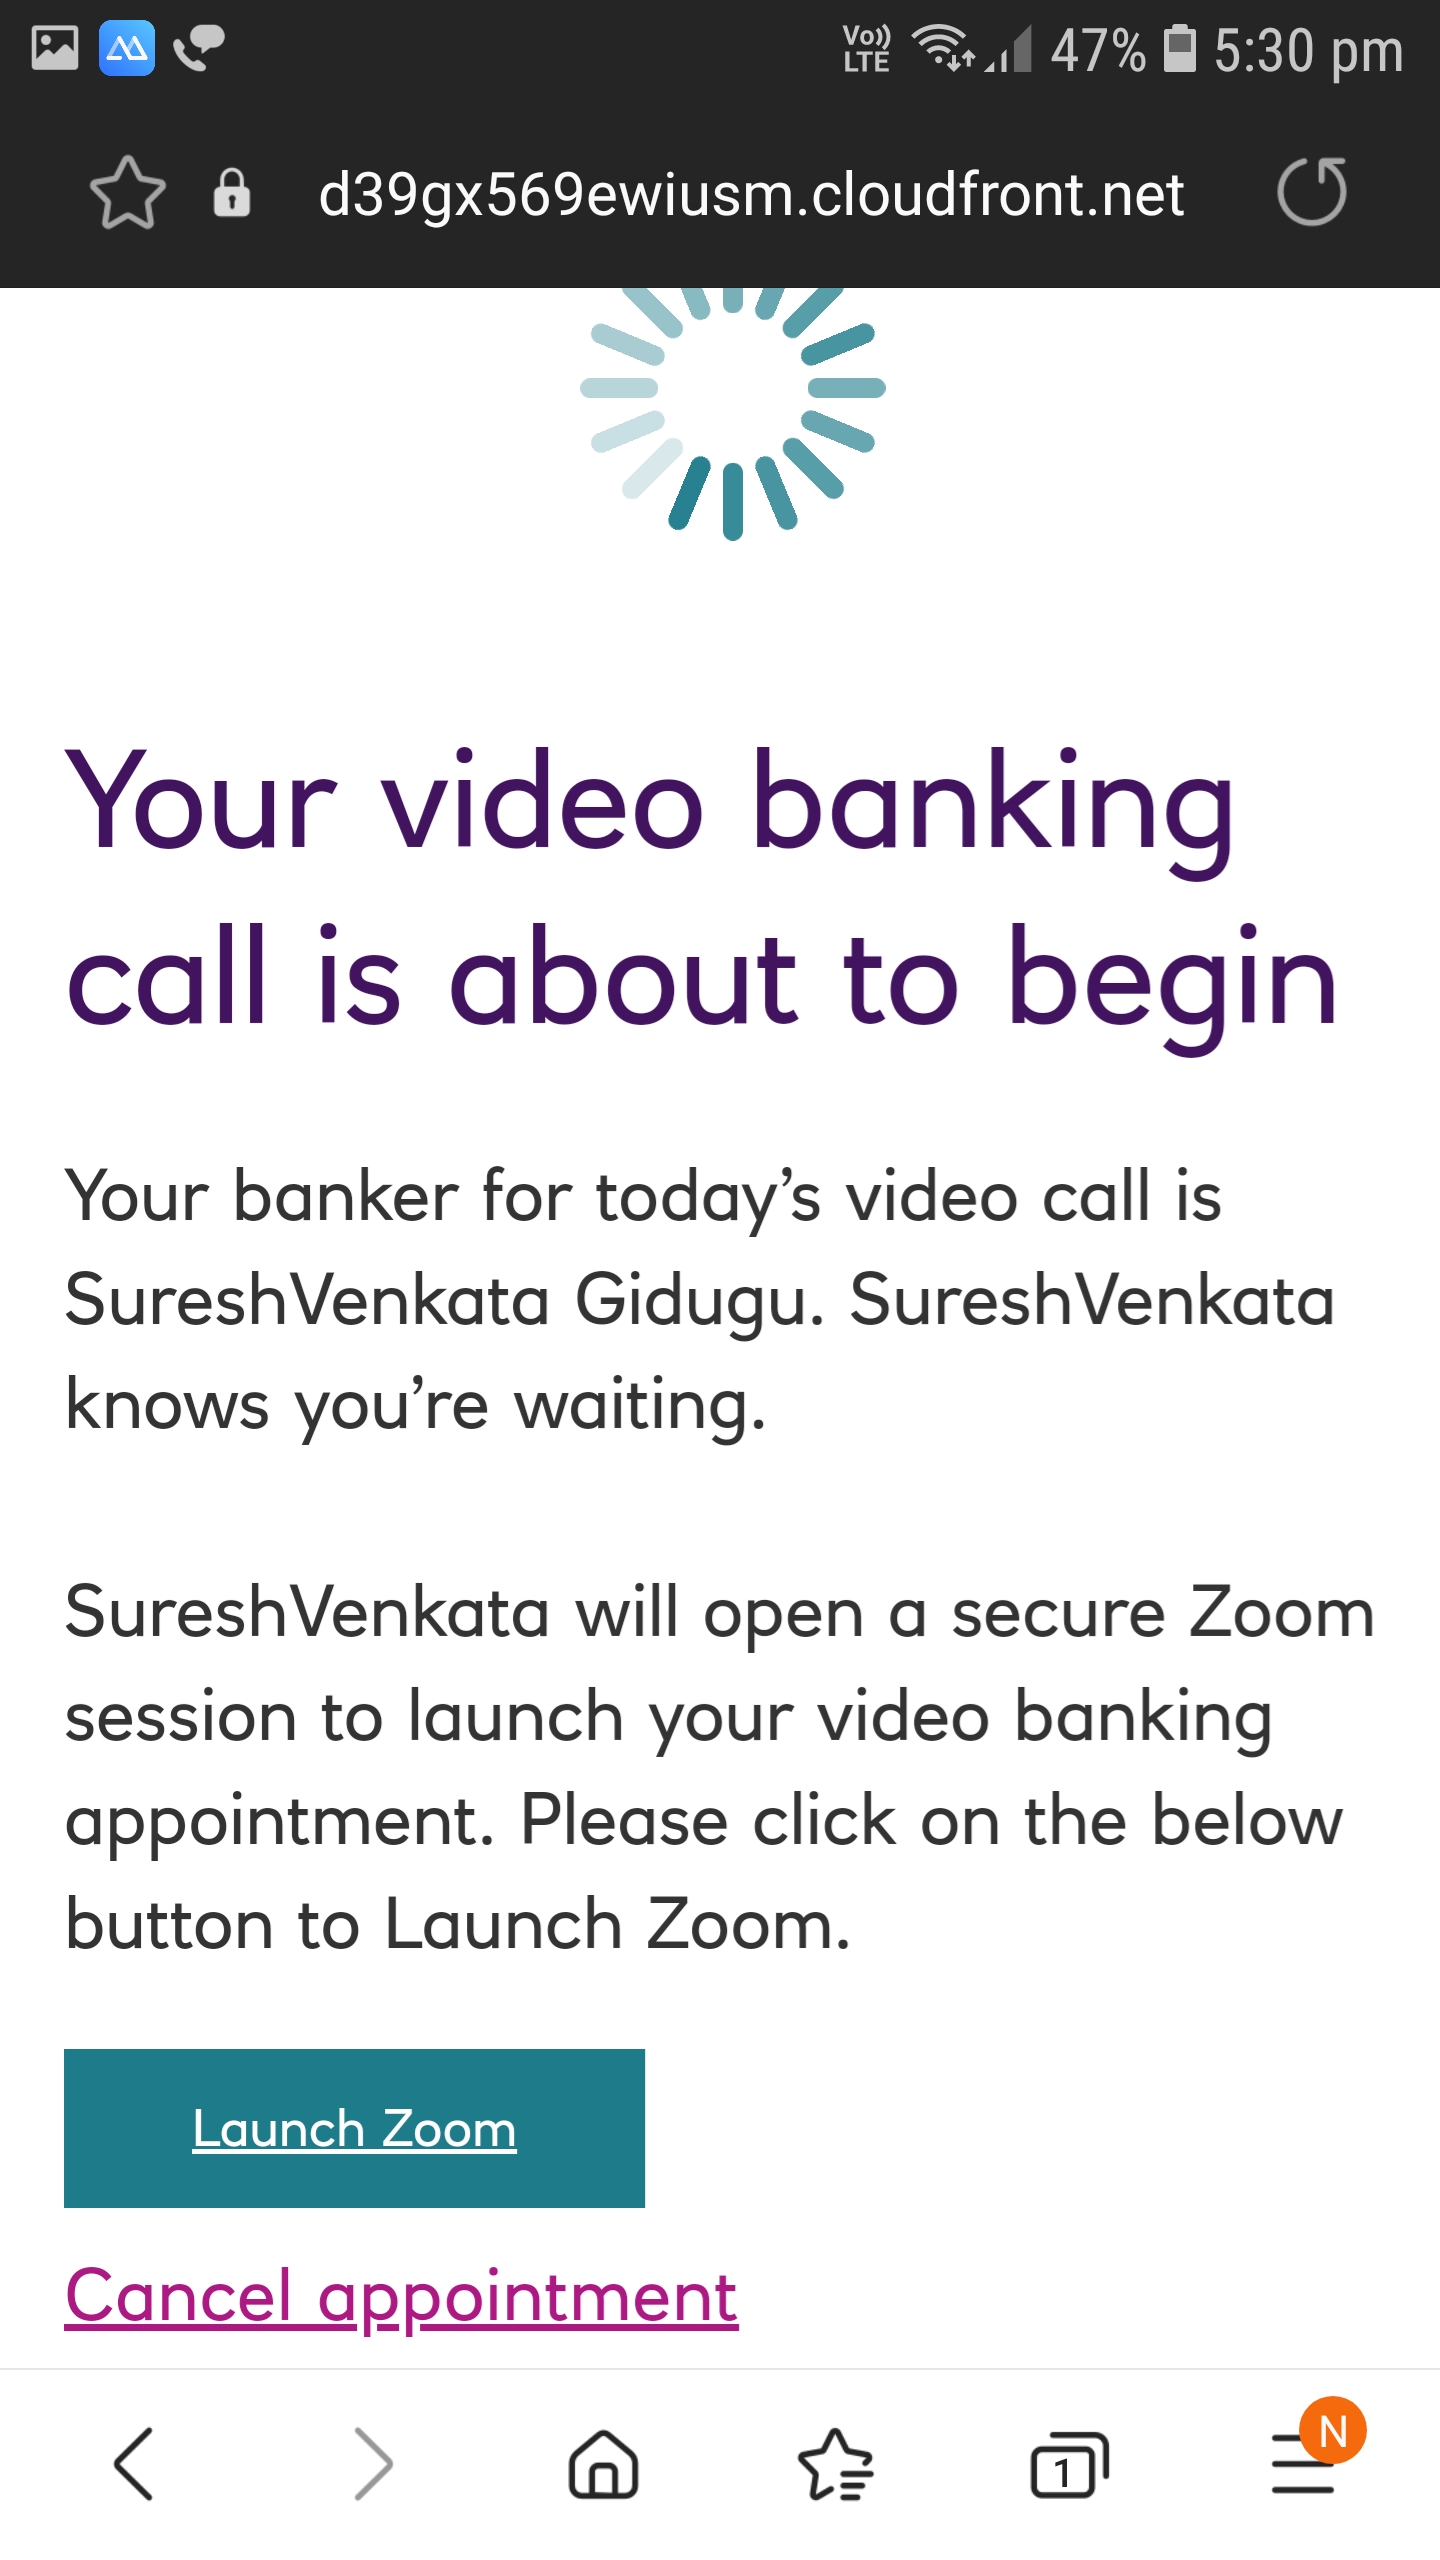 Vo)) LTE 47% 5:30 pm
d39gx569ewiusm.cloudfront.net
Your video banking
call is about to begin
Your banker for today’s video call is
SureshVenkata Gidugu. SureshVenkata
knows you’re waiting.
SureshVenkata will open a secure Zoom
session to launch your video banking
appointment. Please click on the below
button to Launch Zoom.
Launch Zoom
Cancel appointment
1 N